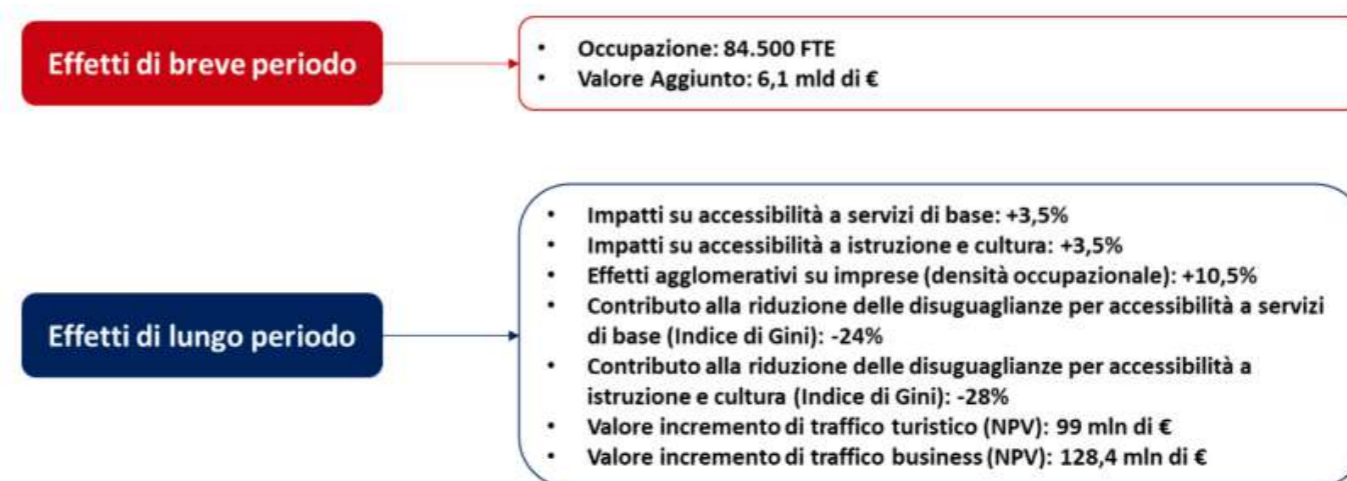 Effetti di breve periodo
• Occupazione: 84.500 FTE
• Valore Aggiunto: 6,1 mld di €
Effetti di lungo periodo
• Impatti su accessibilità a servizi di base: +3,5%
• Impatti su accessibilità a istruzione e cultura: +3,5%
• Effetti agglomerativi su imprese (densità occupazionale): +10,5%
• Contributo alla riduzione delle disuguaglianze per accessibilità a servizi
di base (Indice di Gini): -24%
• Contributo alla riduzione delle disuguaglianze per accessibilità a
istruzione e cultura (Indice di Gini): -28%
• Valore incremento di traffico turistico (NPV): 99 mln di €
• Valore incremento di traffico business (NPV): 128,4 mln di €